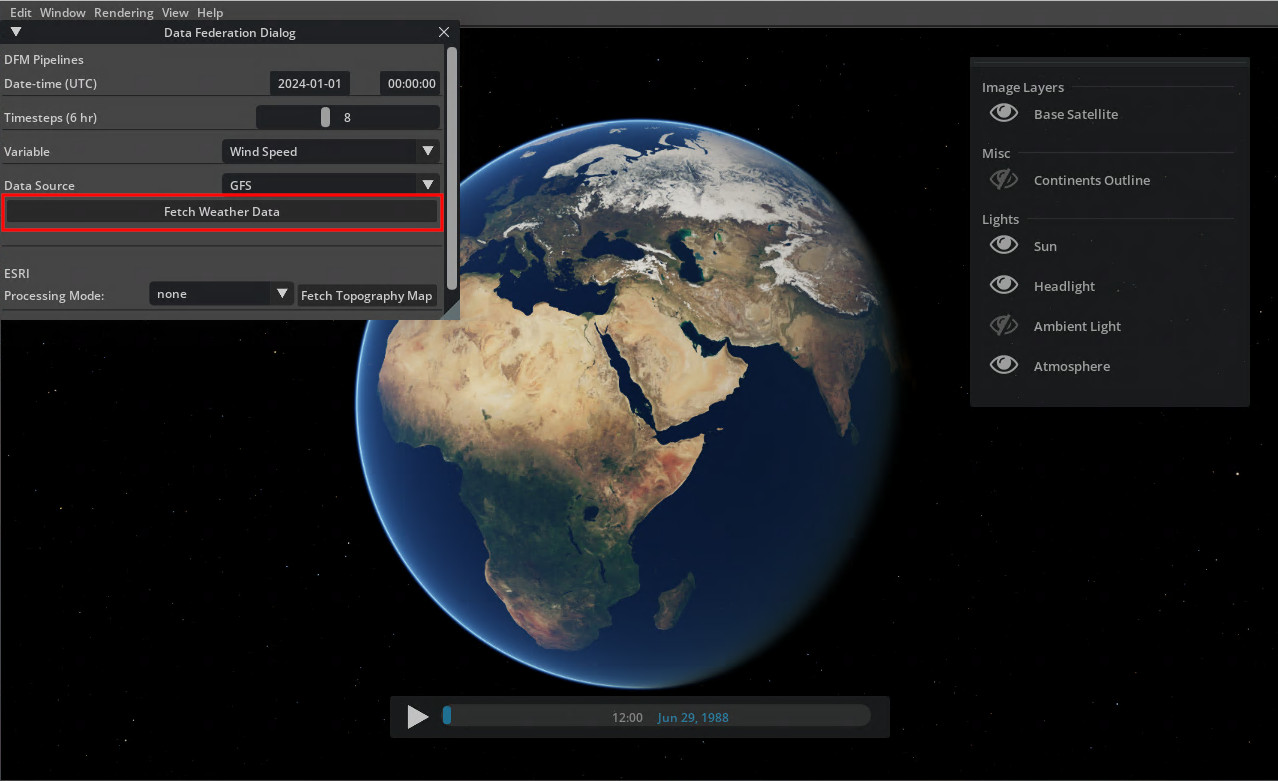 Edit Window Rendering View Help
Data Federation Dialog
DFM Pipelines
Date-time (UTC) 2024-01-01 00:00:00
Timesteps (6 hr) 8
Variable Wind Speed
Data Source GFS
Fetch Weather Data
ESRI
Processing Mode: none Fetch Topography Map
Image Layers
Base Satellite
Misc
Continents Outline
Lights
Sun
Headlight
Ambient Light
Atmosphere
12:00 Jun 29, 1988